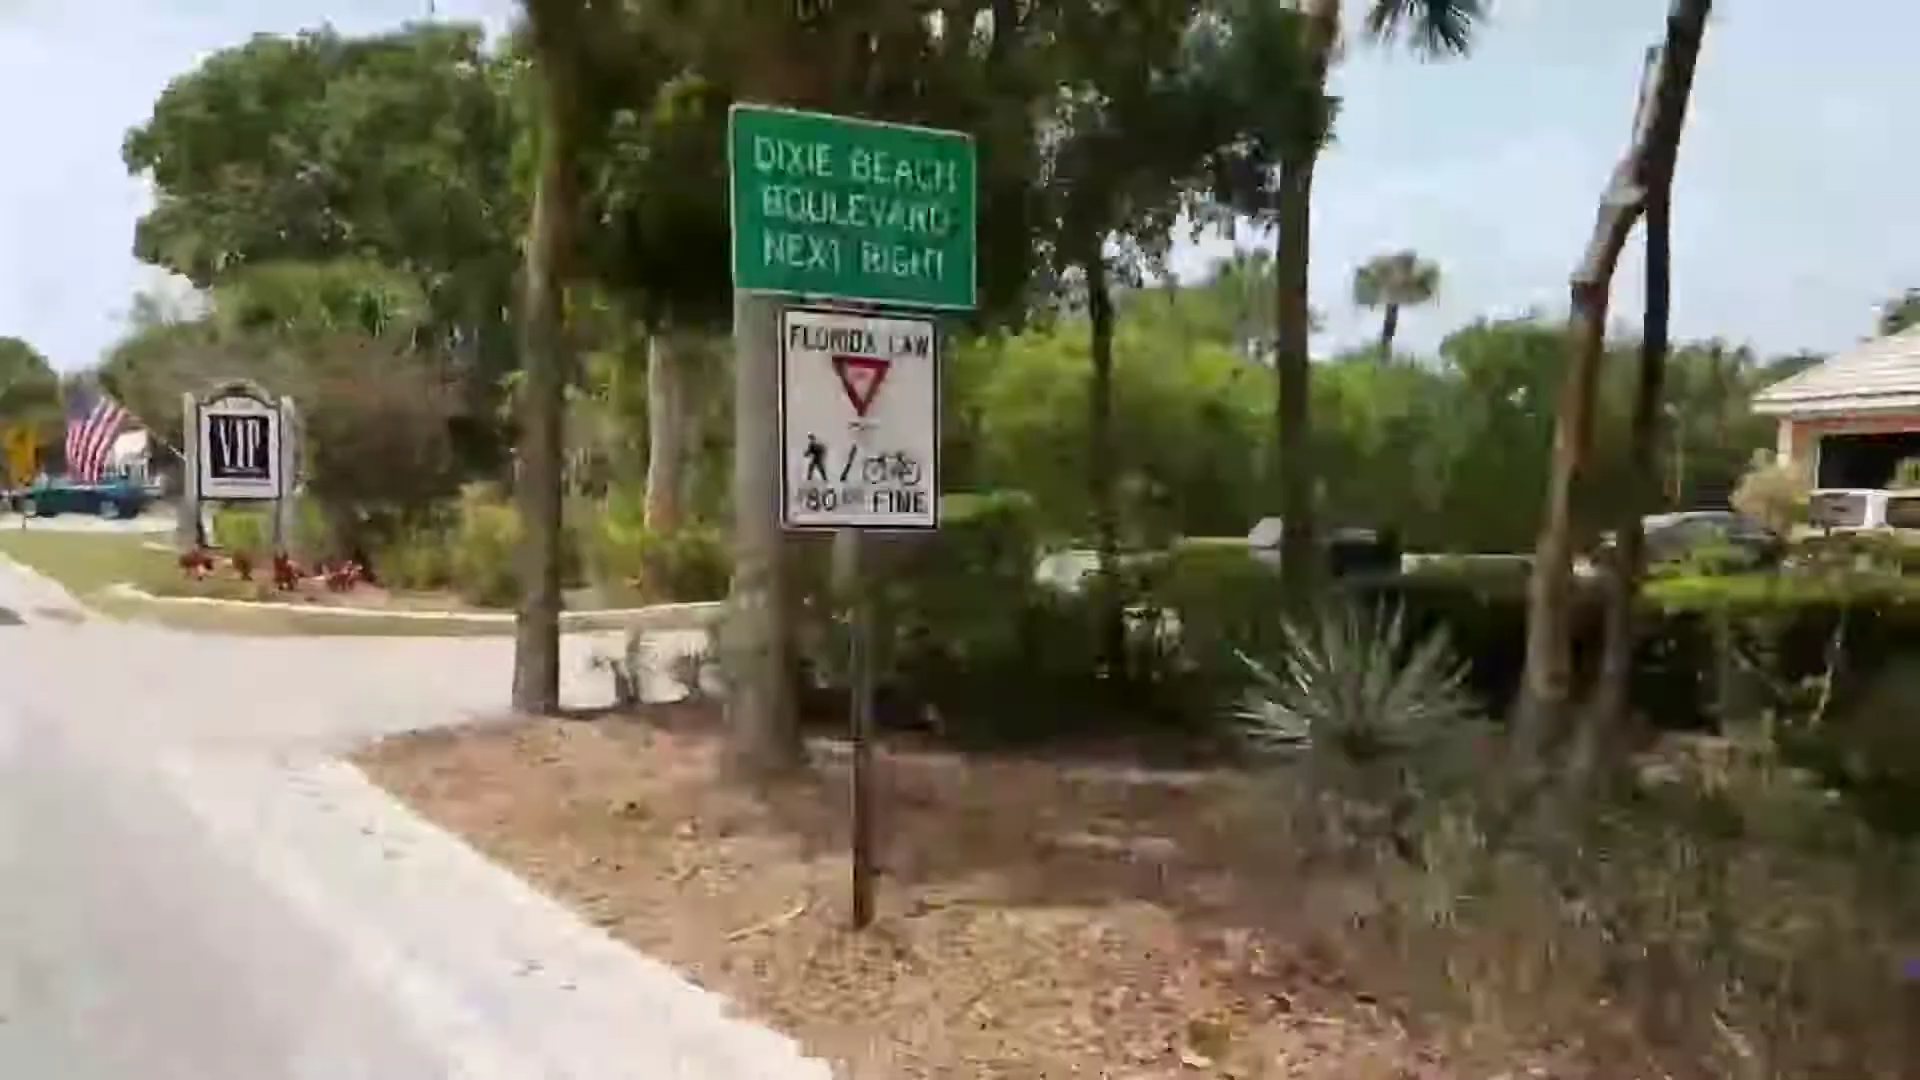 DIXIE BEACH
BOULEVARD
NEXT RIGHT
FLORIDA LAW
FINE
VIP